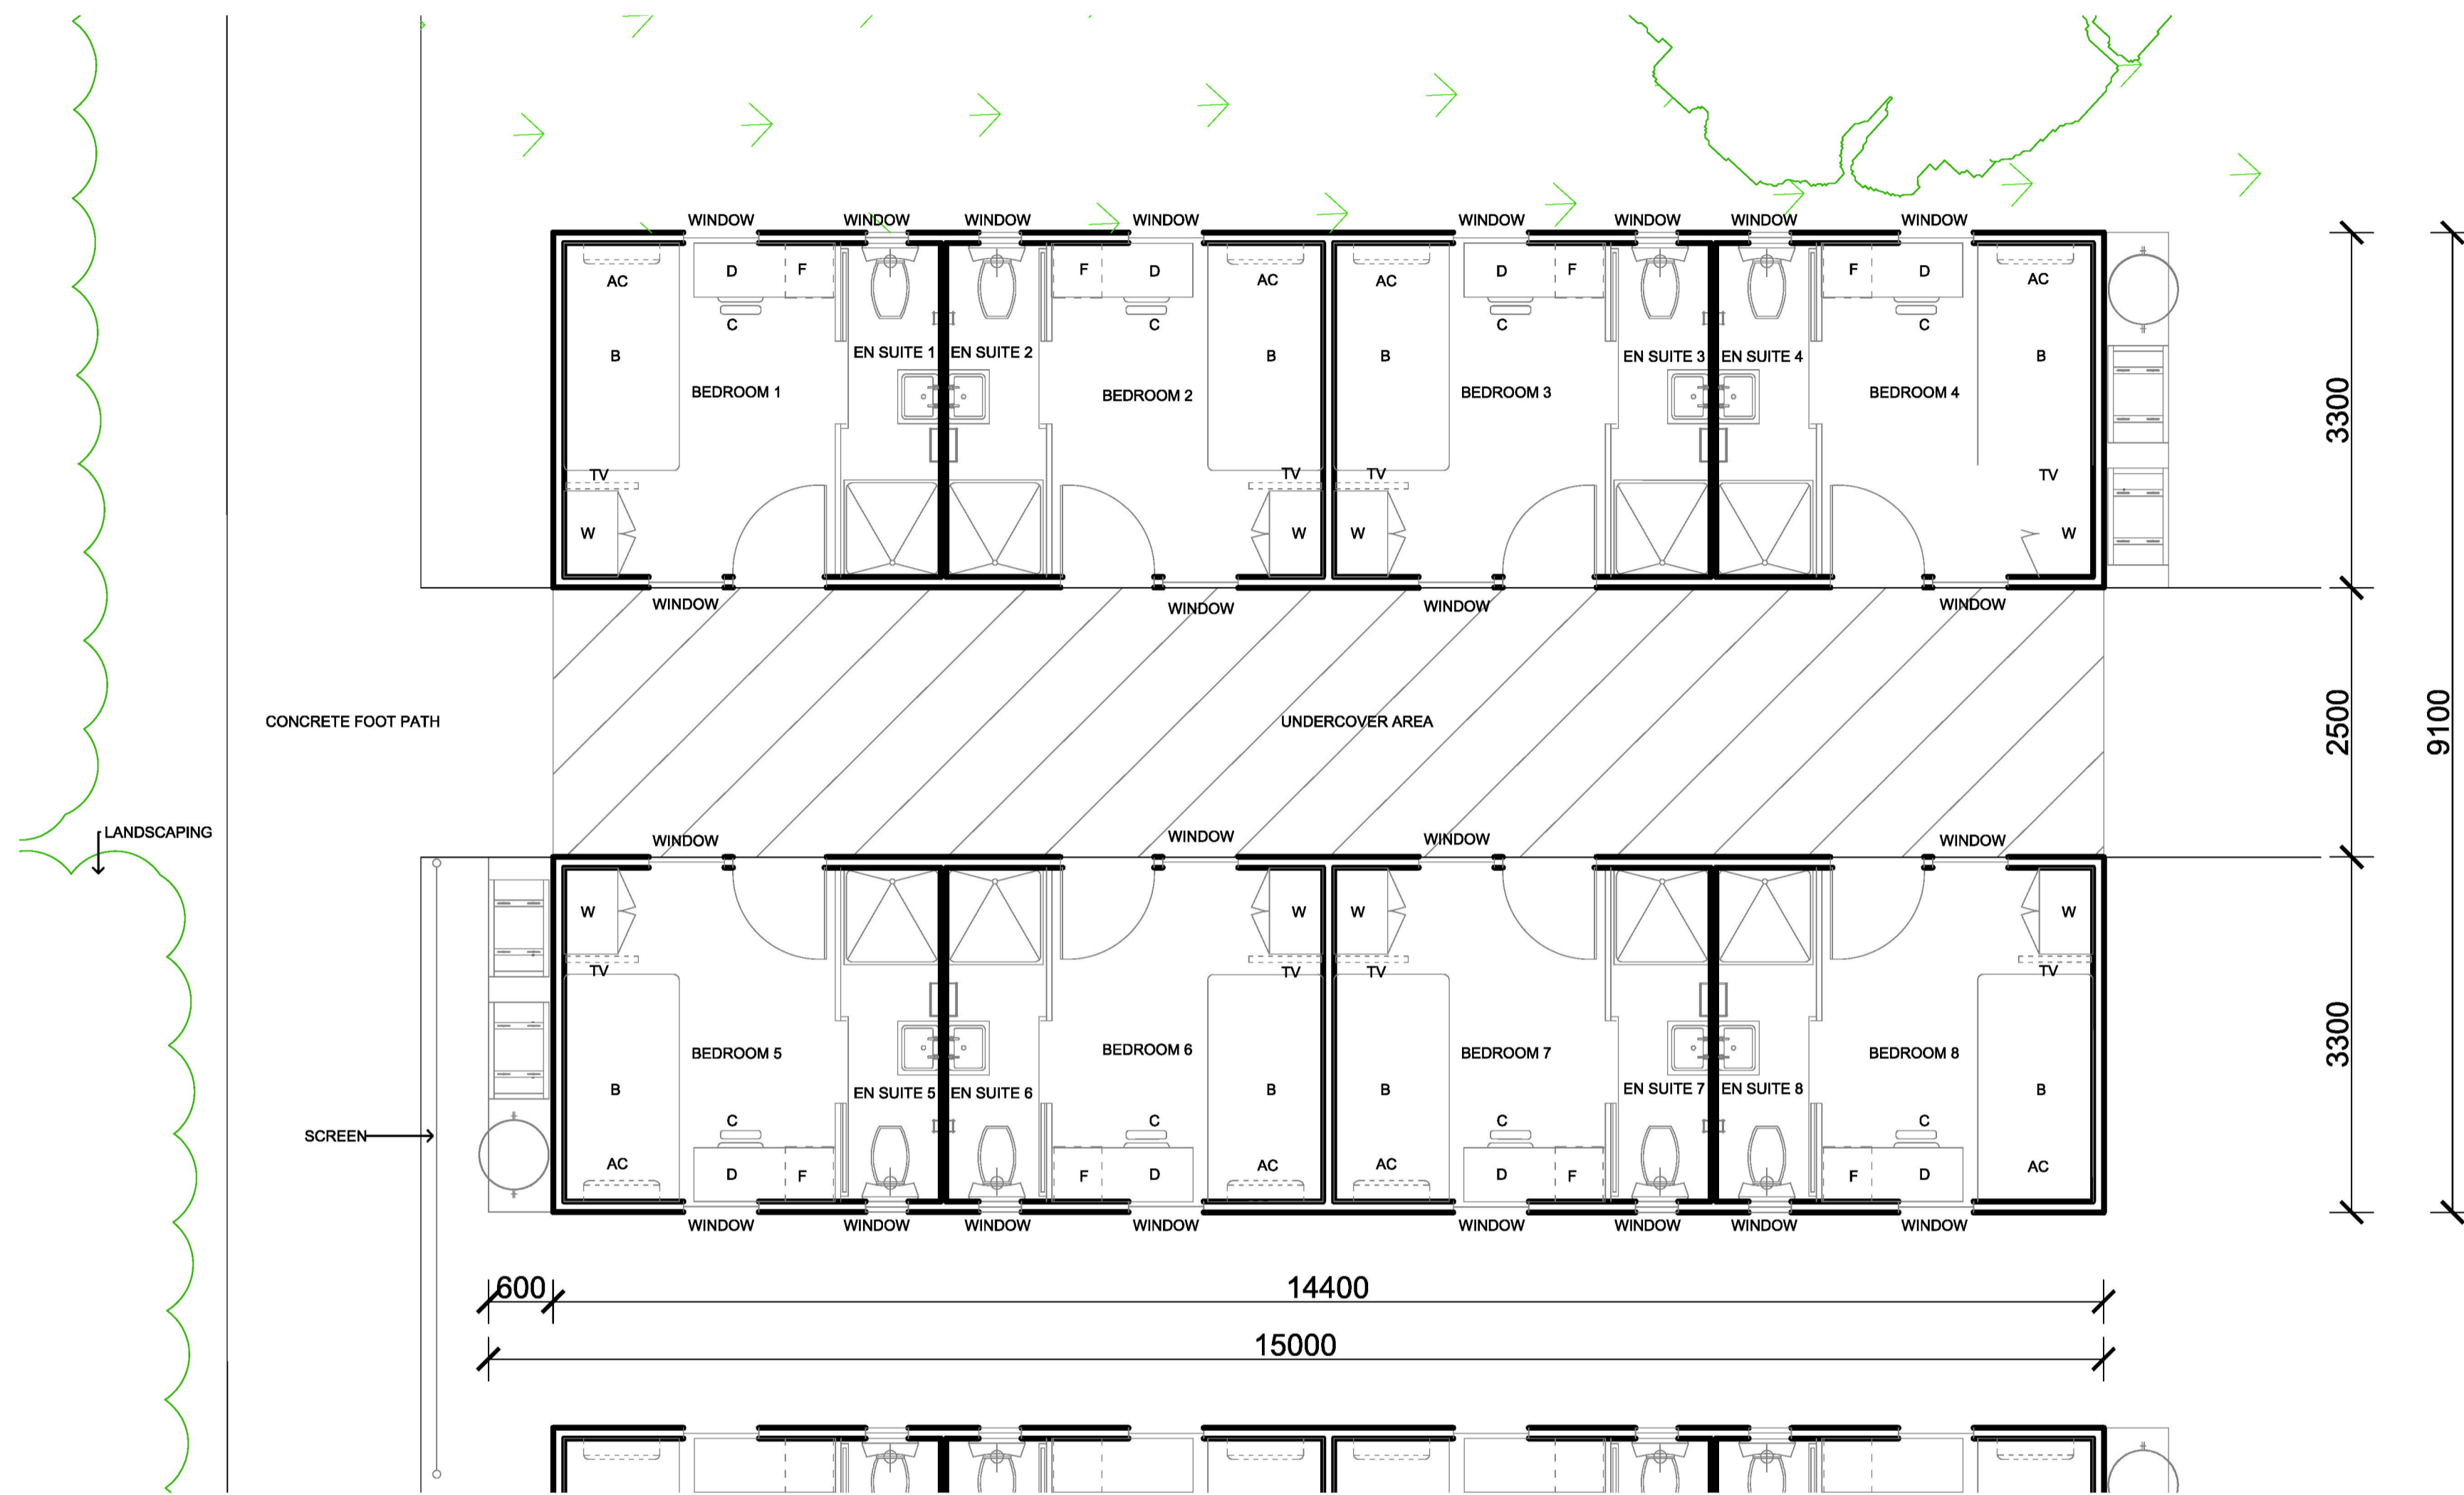 WINDOW WINDOW WINDOW WINDOW WINDOW WINDOW WINDOW WINDOW
D F F D D F F D
AC AC AC AC
C C C C
EN SUITE 1 EN SUITE 2 EN SUITE 3 EN SUITE 4
B B B B
BEDROOM 1 BEDROOM 2 BEDROOM 3 BEDROOM 4
3300
TV TV TV TV
W W W W
WINDOW WINDOW WINDOW WINDOW
CONCRETE FOOT PATH
UNDERCOVER AREA
2500
9100
LANDSCAPING
WINDOW WINDOW WINDOW WINDOW
W W W W
TV TV TV TV
BEDROOM 5 BEDROOM 6 BEDROOM 7 BEDROOM 8
3300
B B B B
EN SUITE 5 EN SUITE 6 EN SUITE 7 EN SUITE 8
C C C C
SCREEN
AC AC AC AC
D F F D D F F D
WINDOW WINDOW WINDOW WINDOW WINDOW WINDOW WINDOW WINDOW
600 14400
15000